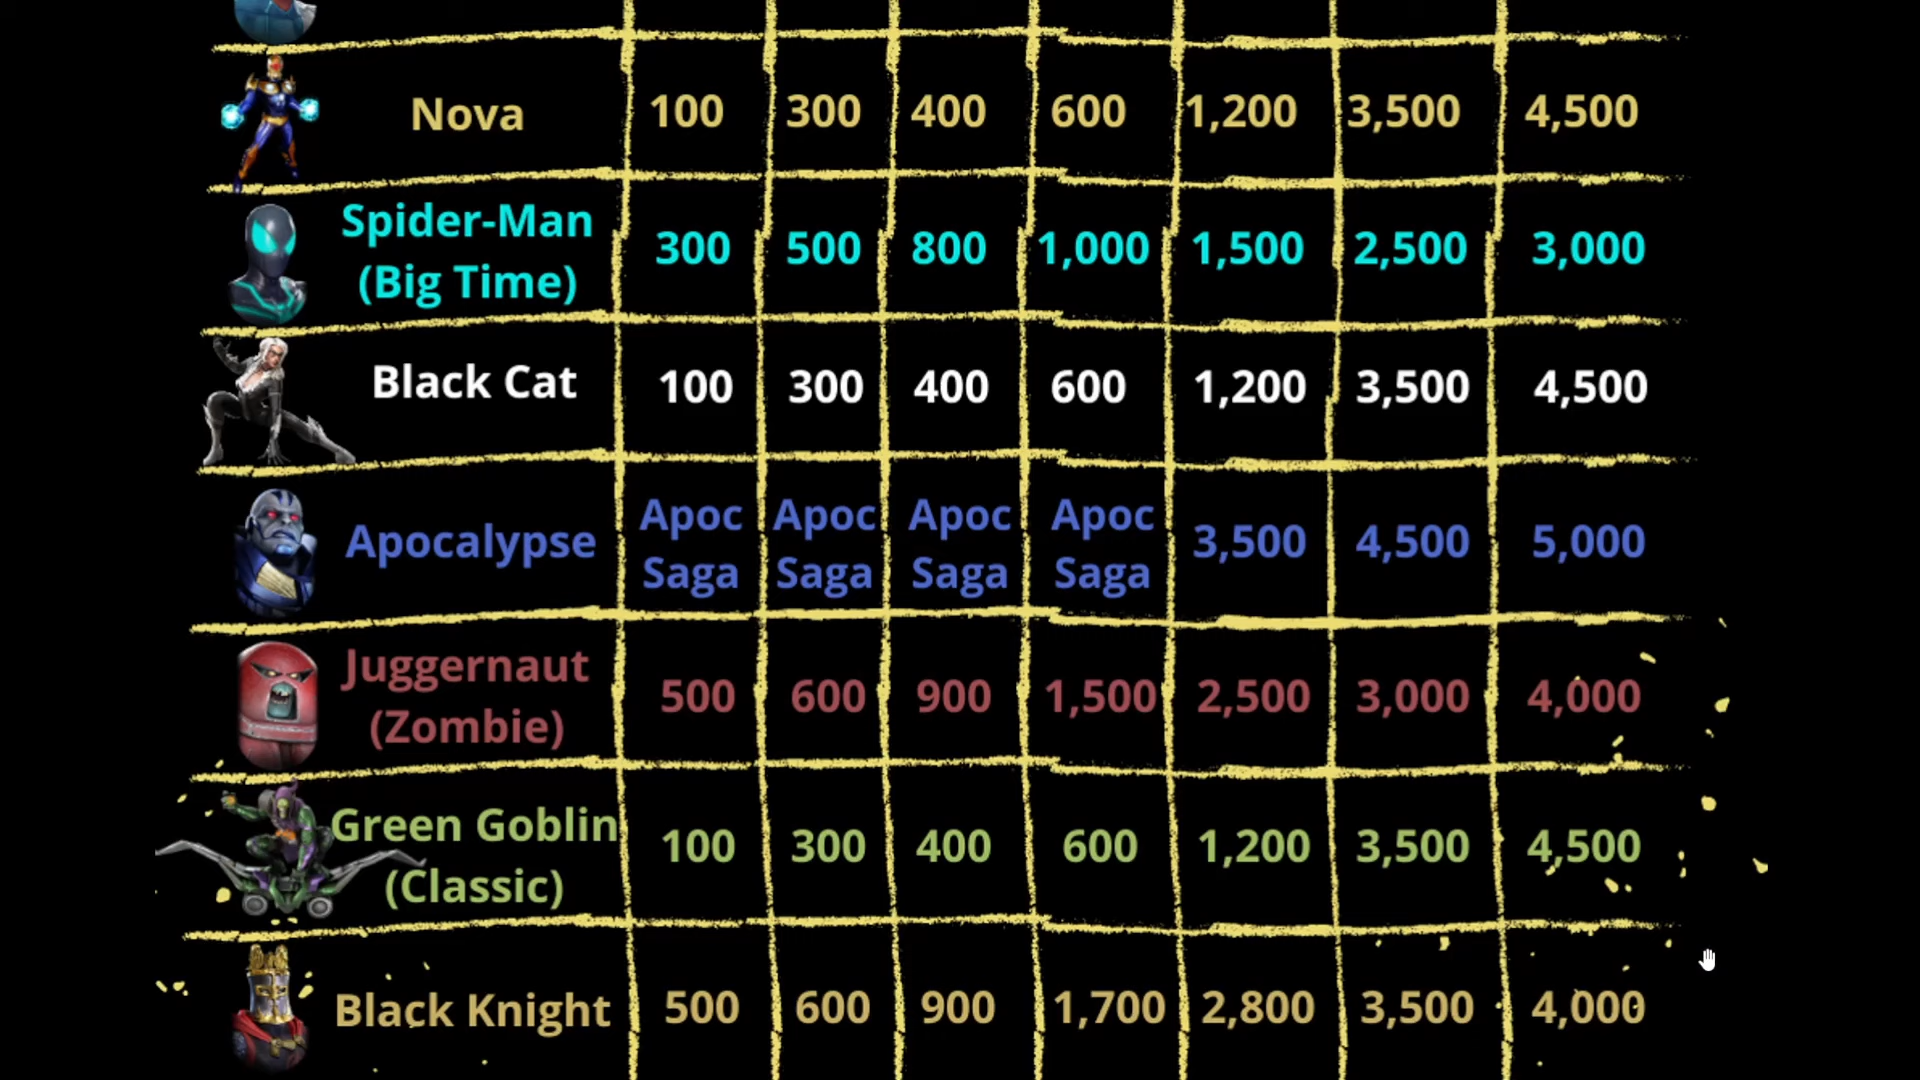 Nova 100 300 400 600 1,200 3,500 4,500
Spider-Man
(Big Time) 300 500 800 1,000 1,500 2,500 3,000
Black Cat 100 300 400 600 1,200 3,500 4,500
Apocalypse Apoc Apoc Apoc Apoc 3,500 4,500 5,000
Saga Saga Saga Saga
Juggernaut
(Zombie) 500 600 900 1,500 2,500 3,000 4,000
Green Goblin
(Classic) 100 300 400 600 1,200 3,500 4,500
Black Knight 500 600 900 1,700 2,800 3,500 4,000